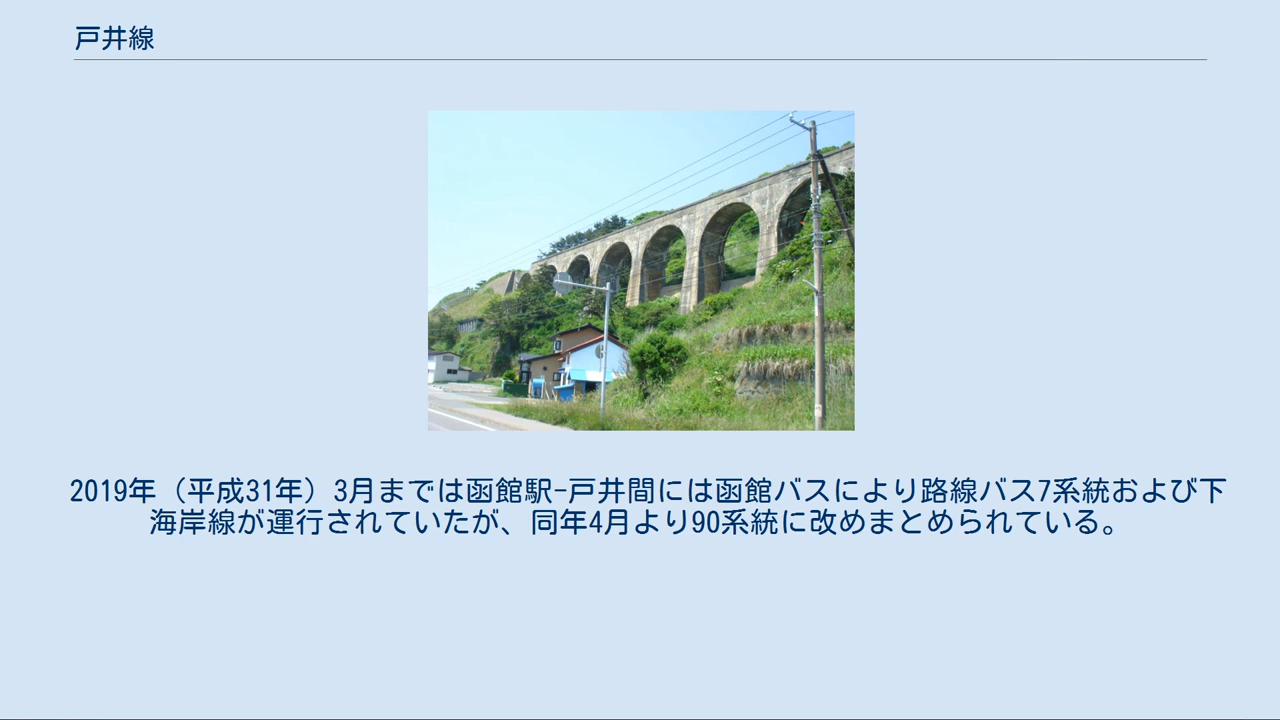 戸井線
2019年（平成31年）3月までは函館駅-戸井間には函館バスにより路線バス7系統および下
海岸線が運行されていたが、同年4月より90系統に改めまとめられている。